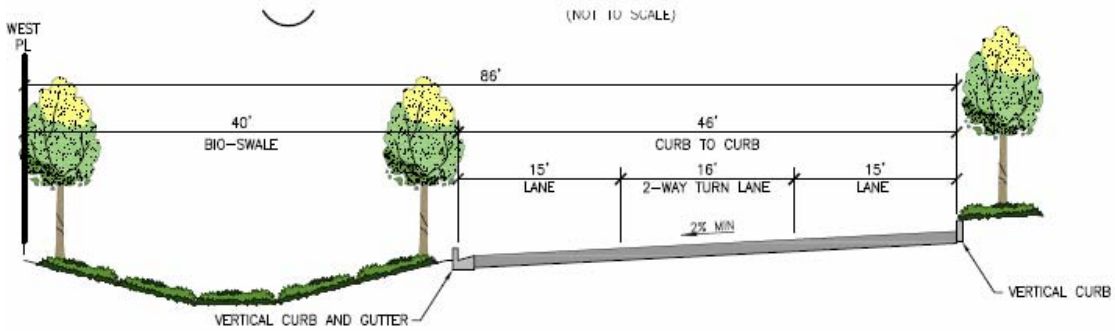 (NOT TO SCALE)
WEST
PL
86'
40'
BIO-SWALE
46'
CURB TO CURB
15'
LANE
16'
2-WAY TURN LANE
15'
LANE
2% MIN
VERTICAL CURB
VERTICAL CURB AND GUTTER